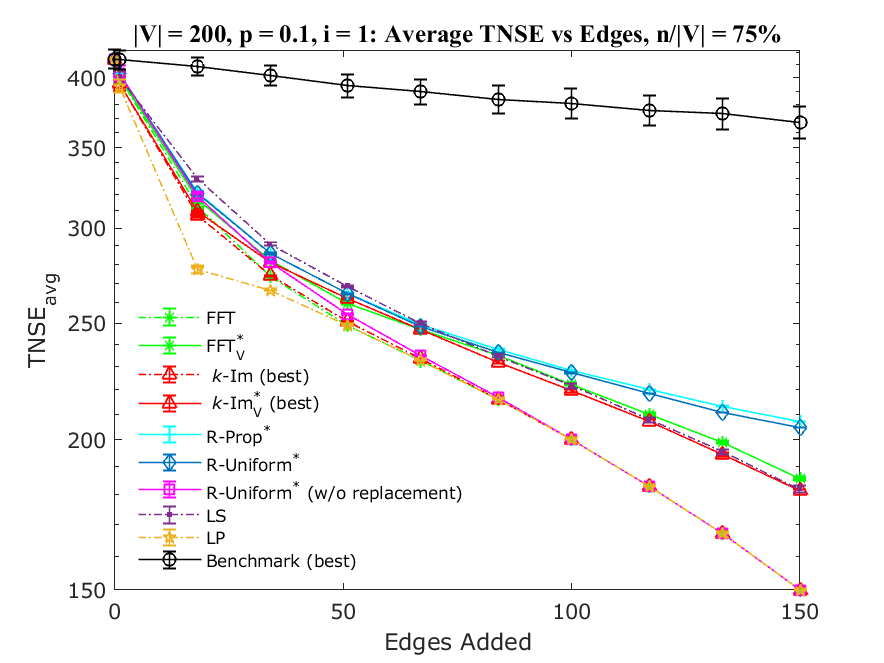 |V| = 200, p = 0.1, i = 1: Average TNSE vs Edges, n/|V| = 75%
400
350
300
250
200
150
TNSE_avg
FFT
FFT*_V
k-Im (best)
k-Im*_V (best)
R-Prop*
R-Uniform*
R-Uniform* (w/o replacement)
LS
LP
Benchmark (best)
0
50
100
150
Edges Added